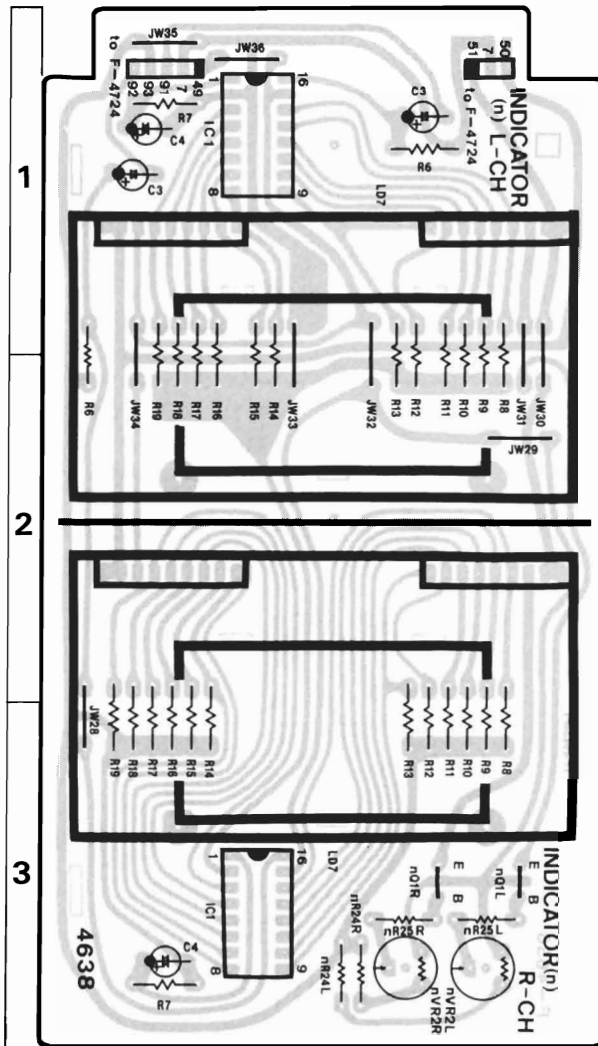 JW35
JW36
to F-4724
92
93
91
7
49
R7
C4
C3
1
16
IC1
8
9
C3
R6
LD7
51
7
50
to F-4724
INDICATOR
(n) L-CH
1
R6
JW34
R19
R18
R17
R16
R15
R14
JW33
JW32
R13
R12
R11
R10
R9
R8
JW31
JW30
JW29
2
JW28
R19
R18
R17
R16
R15
R14
R13
R12
R11
R10
R9
R8
3
1
16
IC1
8
9
LD7
4638
C4
R7
nR24R
nR24L
nQ1R
E
B
nR25R
nVR2R
nQ1L
E
B
nR25L
nVR2L
INDICATOR(n)
R-CH